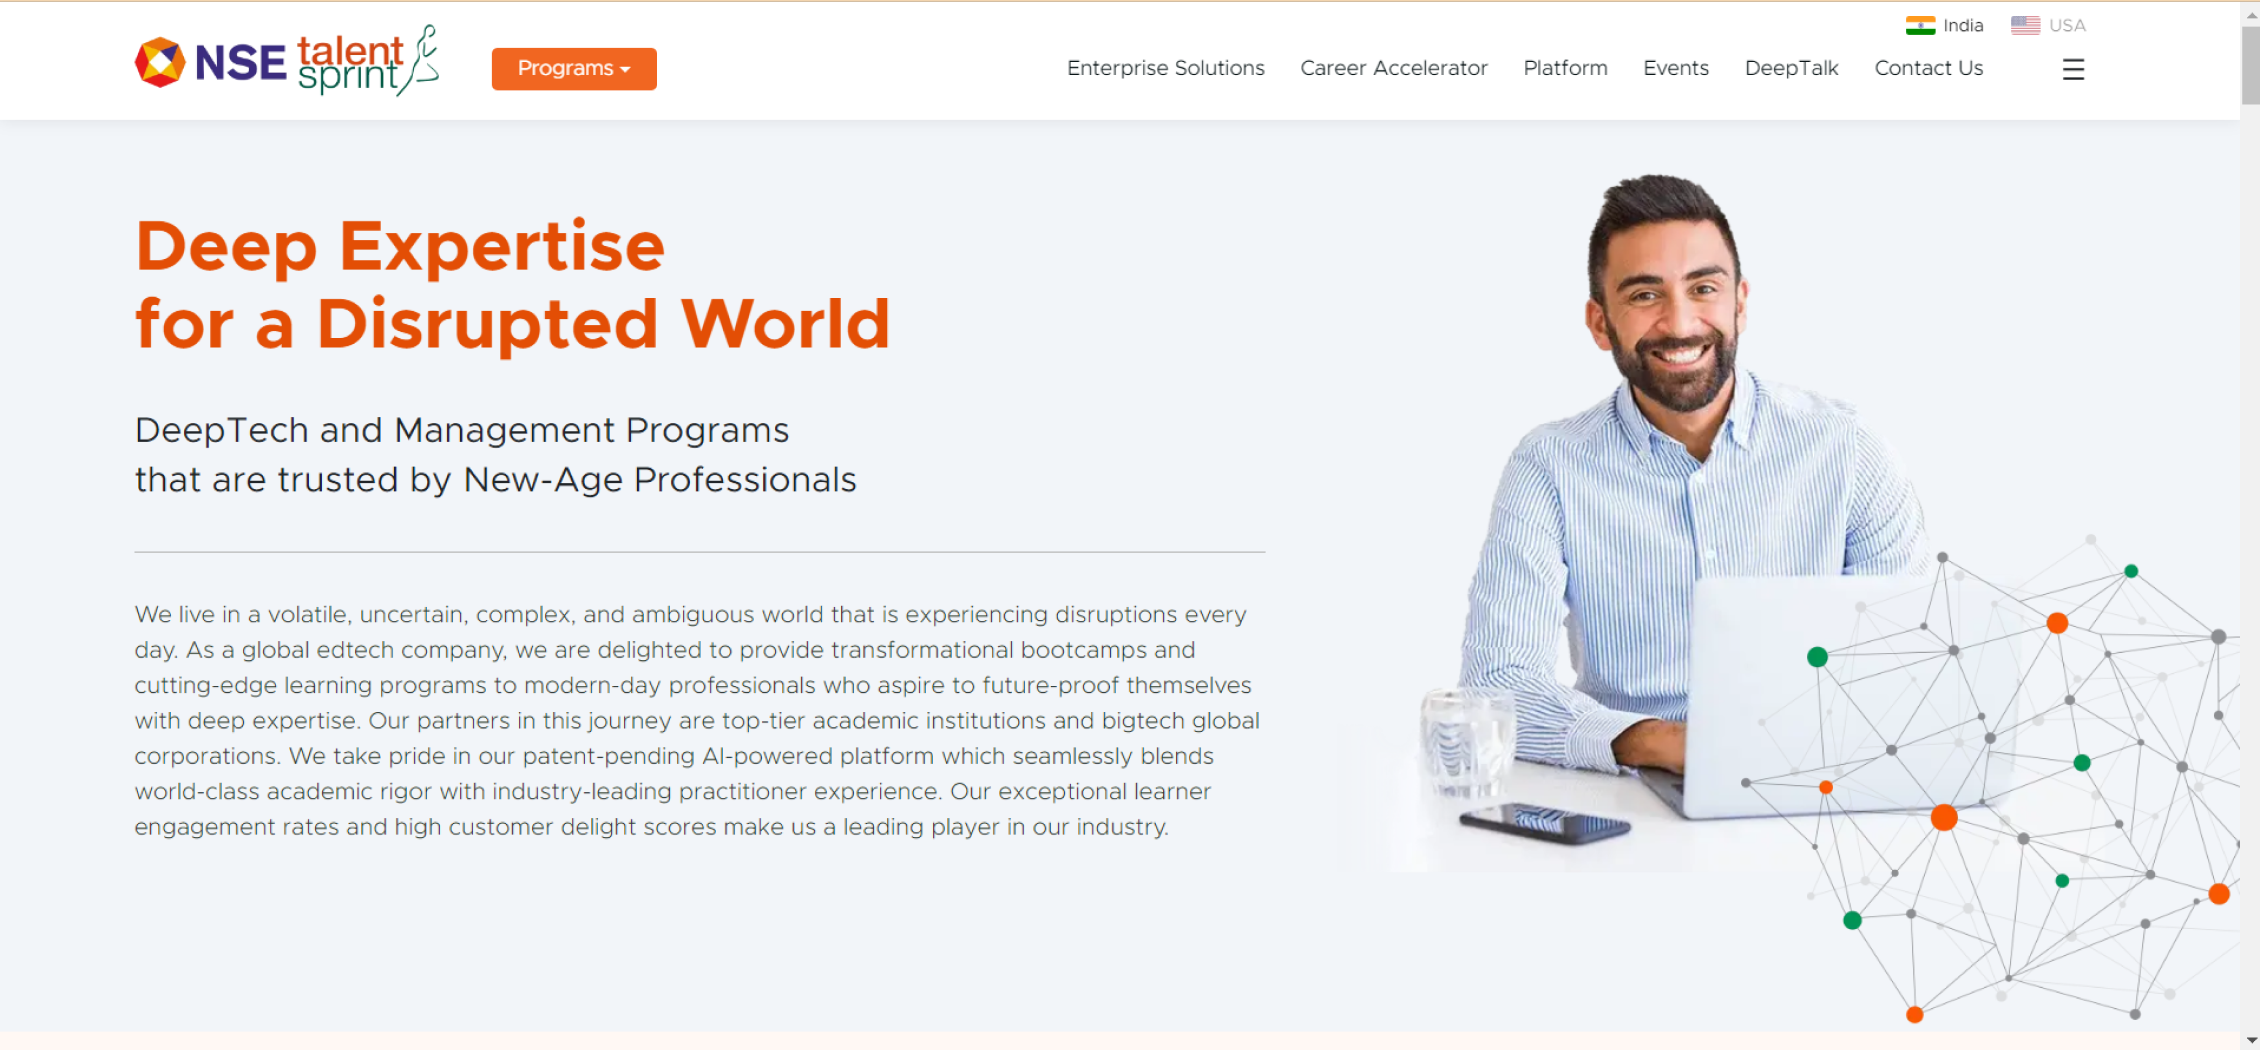 India USA
NSE talent sprint
Programs
Enterprise Solutions Career Accelerator Platform Events DeepTalk Contact Us
Deep Expertise
for a Disrupted World
DeepTech and Management Programs
that are trusted by New-Age Professionals
We live in a volatile, uncertain, complex, and ambiguous world that is experiencing disruptions every
day. As a global edtech company, we are delighted to provide transformational bootcamps and
cutting-edge learning programs to modern-day professionals who aspire to future-proof themselves
with deep expertise. Our partners in this journey are top-tier academic institutions and bigtech global
corporations. We take pride in our patent-pending AI-powered platform which seamlessly blends
world-class academic rigor with industry-leading practitioner experience. Our exceptional learner
engagement rates and high customer delight scores make us a leading player in our industry.